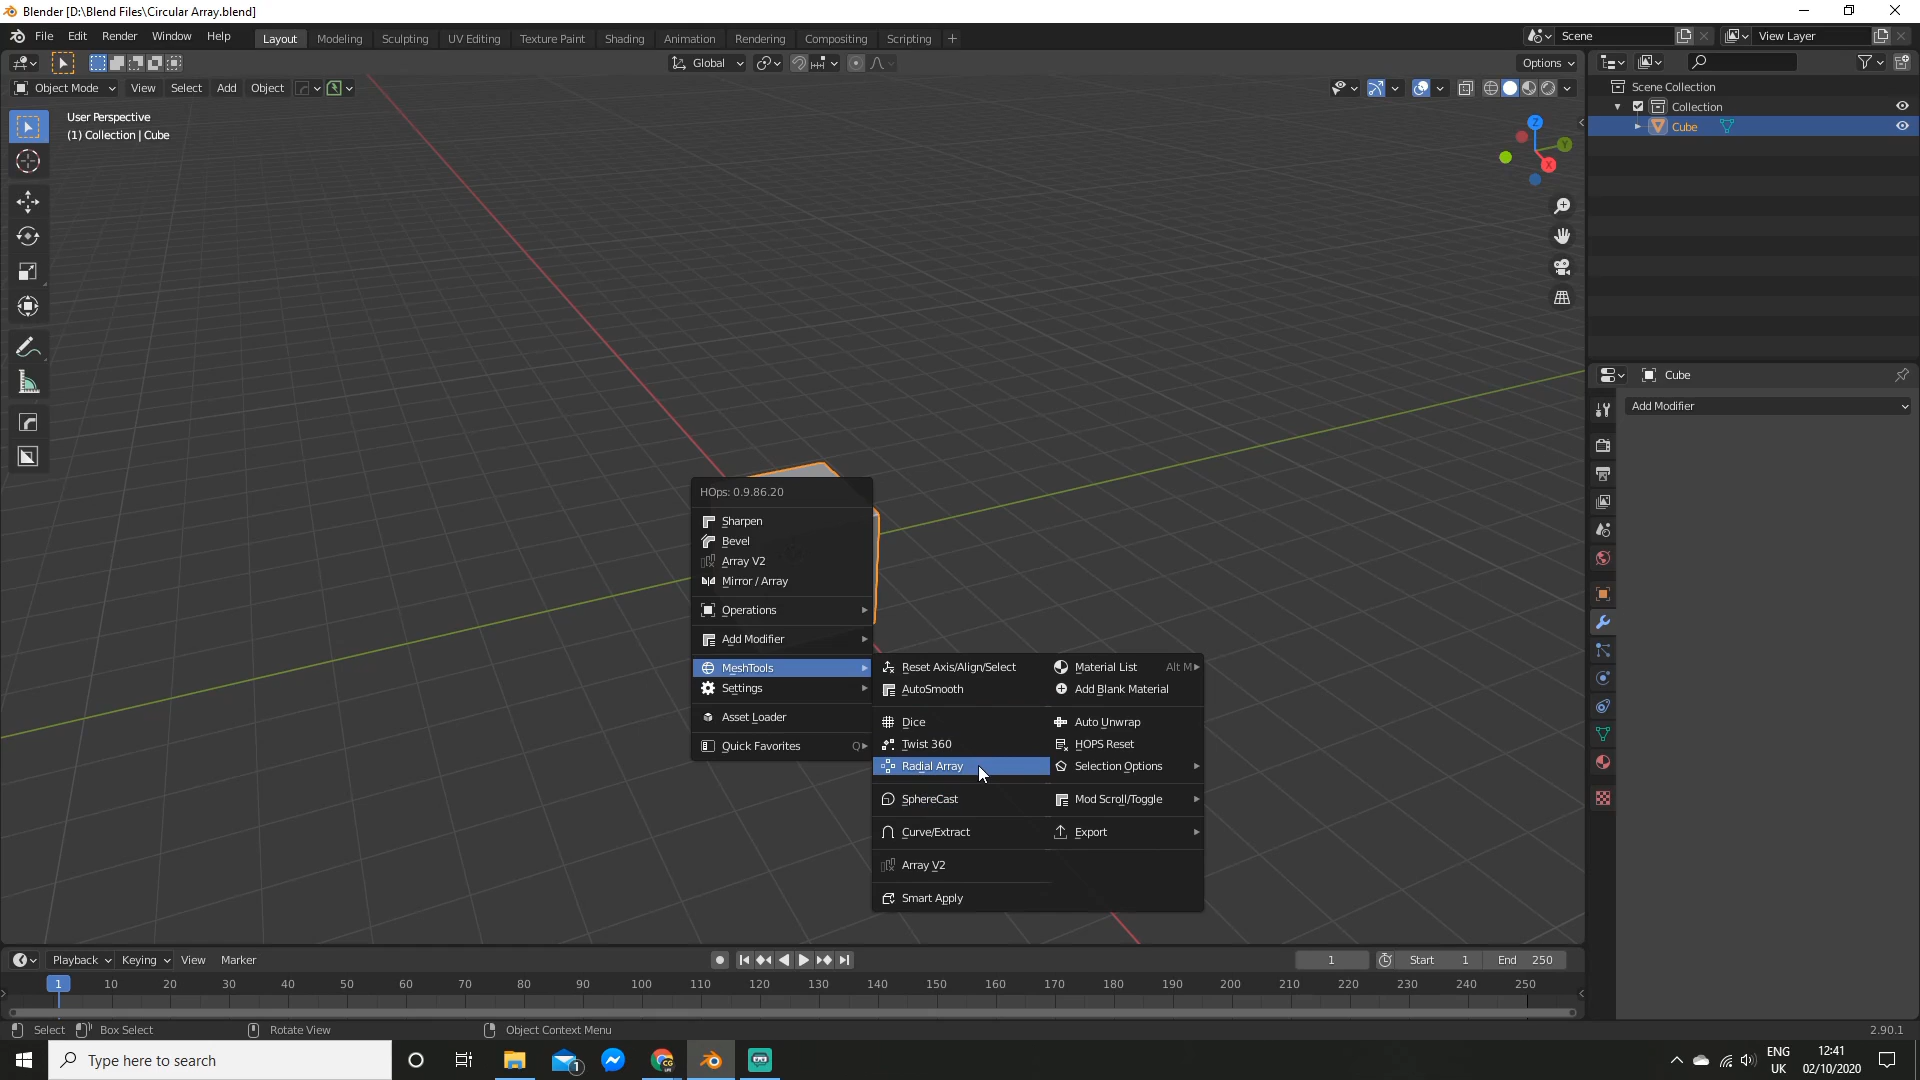 Blender [D:\Blend Files\Circular Array.blend]
File Edit Render Window Help Layout Modeling Sculpting UV Editing Texture Paint Shading Animation Rendering Compositing Scripting + Scene View Layer
Global Options
Object Mode View Select Add Object
User Perspective
(1) Collection | Cube
Z
Y
X
Scene Collection
Collection
Cube
Cube
Add Modifier
HOps: 0.9.86.20
Sharpen
Bevel
Array V2
Mirror / Array
Operations
Add Modifier
MeshTools
Settings
Asset Loader
Quick Favorites Q
Reset Axis/Align/Select Material List Alt M
AutoSmooth Add Blank Material
Dice Auto Unwrap
Twist 360 HOPS Reset
Radial Array Selection Options
SphereCast Mod Scroll/Toggle
Curve/Extract Export
Array V2
Smart Apply
Playback Keying View Marker 1 Start 1 End 250
1 10 20 30 40 50 60 70 80 90 100 110 120 130 140 150 160 170 180 190 200 210 220 230 240 250
Select Box Select Rotate View Object Context Menu 2.90.1
Type here to search 1 CG ENG 12:41
UK 02/10/2020